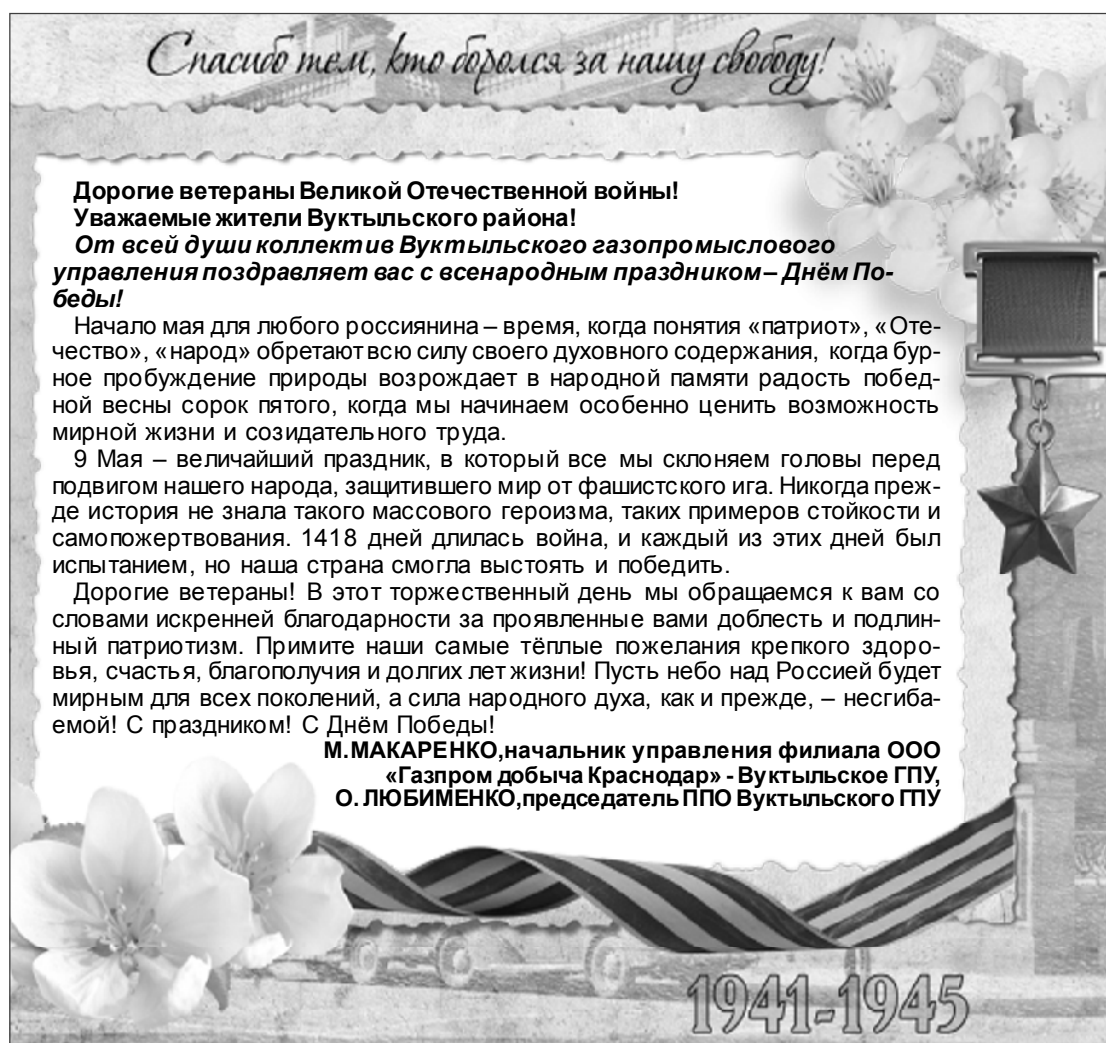 Спасибо тем, кто боролся за нашу свободу!
Дорогие ветераны Великой Отечественной войны!
Уважаемые жители Вуктыльского района!
От всей души коллектив Вуктыльского газопромыслового
управления поздравляет вас с всенародным праздником – Днём По-
беды!
Начало мая для любого россиянина – время, когда понятия «патриот», «Оте-
чество», «народ» обретают всю силу своего духовного содержания, когда бур-
ное пробуждение природы возрождает в народной памяти радость побед-
ной весны сорок пятого, когда мы начинаем особенно ценить возможность
мирной жизни и созидательного труда.
9 Мая – величайший праздник, в который все мы склоняем головы перед
подвигом нашего народа, защитившего мир от фашистского ига. Никогда преж-
де история не знала такого массового героизма, таких примеров стойкости и
самопожертвования. 1418 дней длилась война, и каждый из этих дней был
испытанием, но наша страна смогла выстоять и победить.
Дорогие ветераны! В этот торжественный день мы обращаемся к вам со
словами искренней благодарности за проявленные вами доблесть и подлин-
ный патриотизм. Примите наши самые тёплые пожелания крепкого здоро-
вья, счастья, благополучия и долгих лет жизни! Пусть небо над Россией будет
мирным для всех поколений, а сила народного духа, как и прежде, – несгиба-
емой! С праздником! С Днём Победы!
М.МАКАРЕНКО,начальник управления филиала ООО
«Газпром добыча Краснодар» - Вуктыльское ГПУ,
О. ЛЮБИМЕНКО,председатель ППО Вуктыльского ГПУ
1941-1945